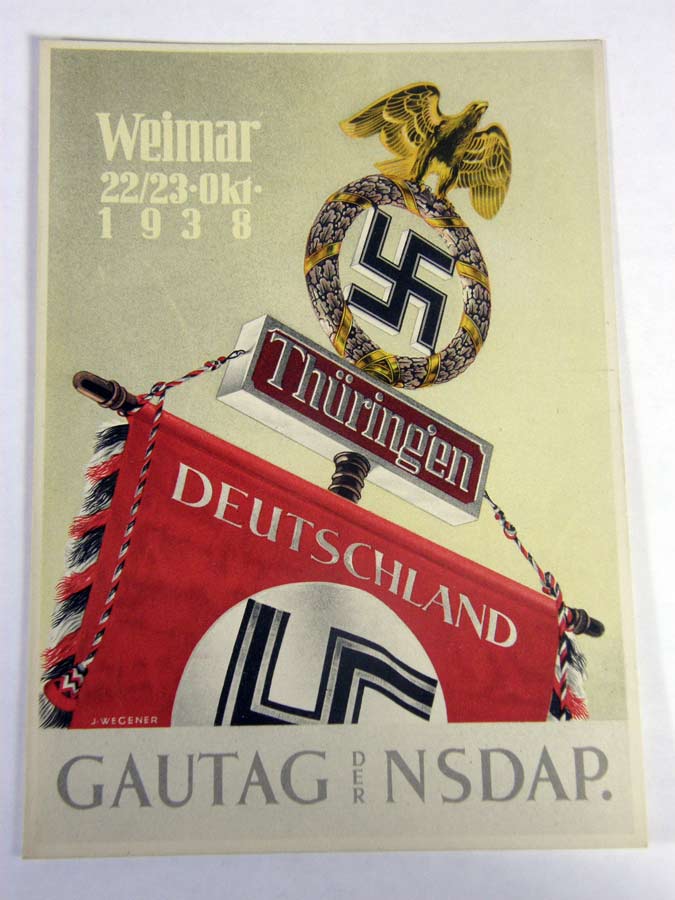 Weimar
22/23·Okt·
1938
Thüringen
DEUTSCHLAND
J·WEGENER
GAUTAG DER NSDAP.